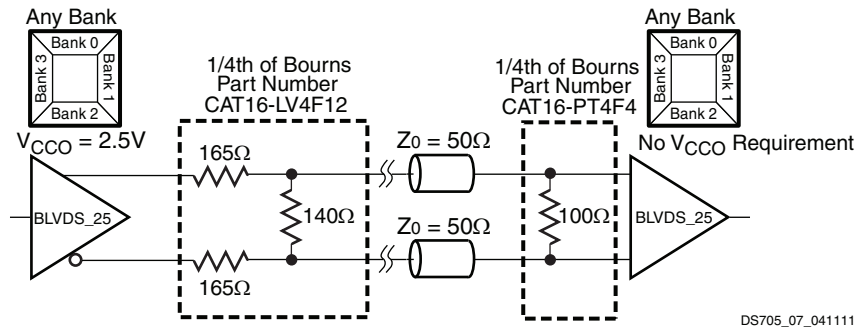 Any Bank
Bank 0
Bank 3
Bank 1
Bank 2
V_CCO = 2.5V
BLVDS_25
1/4th of Bourns
Part Number
CAT16-LV4F12
165Ω
140Ω
165Ω
Z0 = 50Ω
Z0 = 50Ω
1/4th of Bourns
Part Number
CAT16-PT4F4
100Ω
Any Bank
Bank 0
Bank 3
Bank 1
Bank 2
No V_CCO Requirement
BLVDS_25
DS705_07_041111